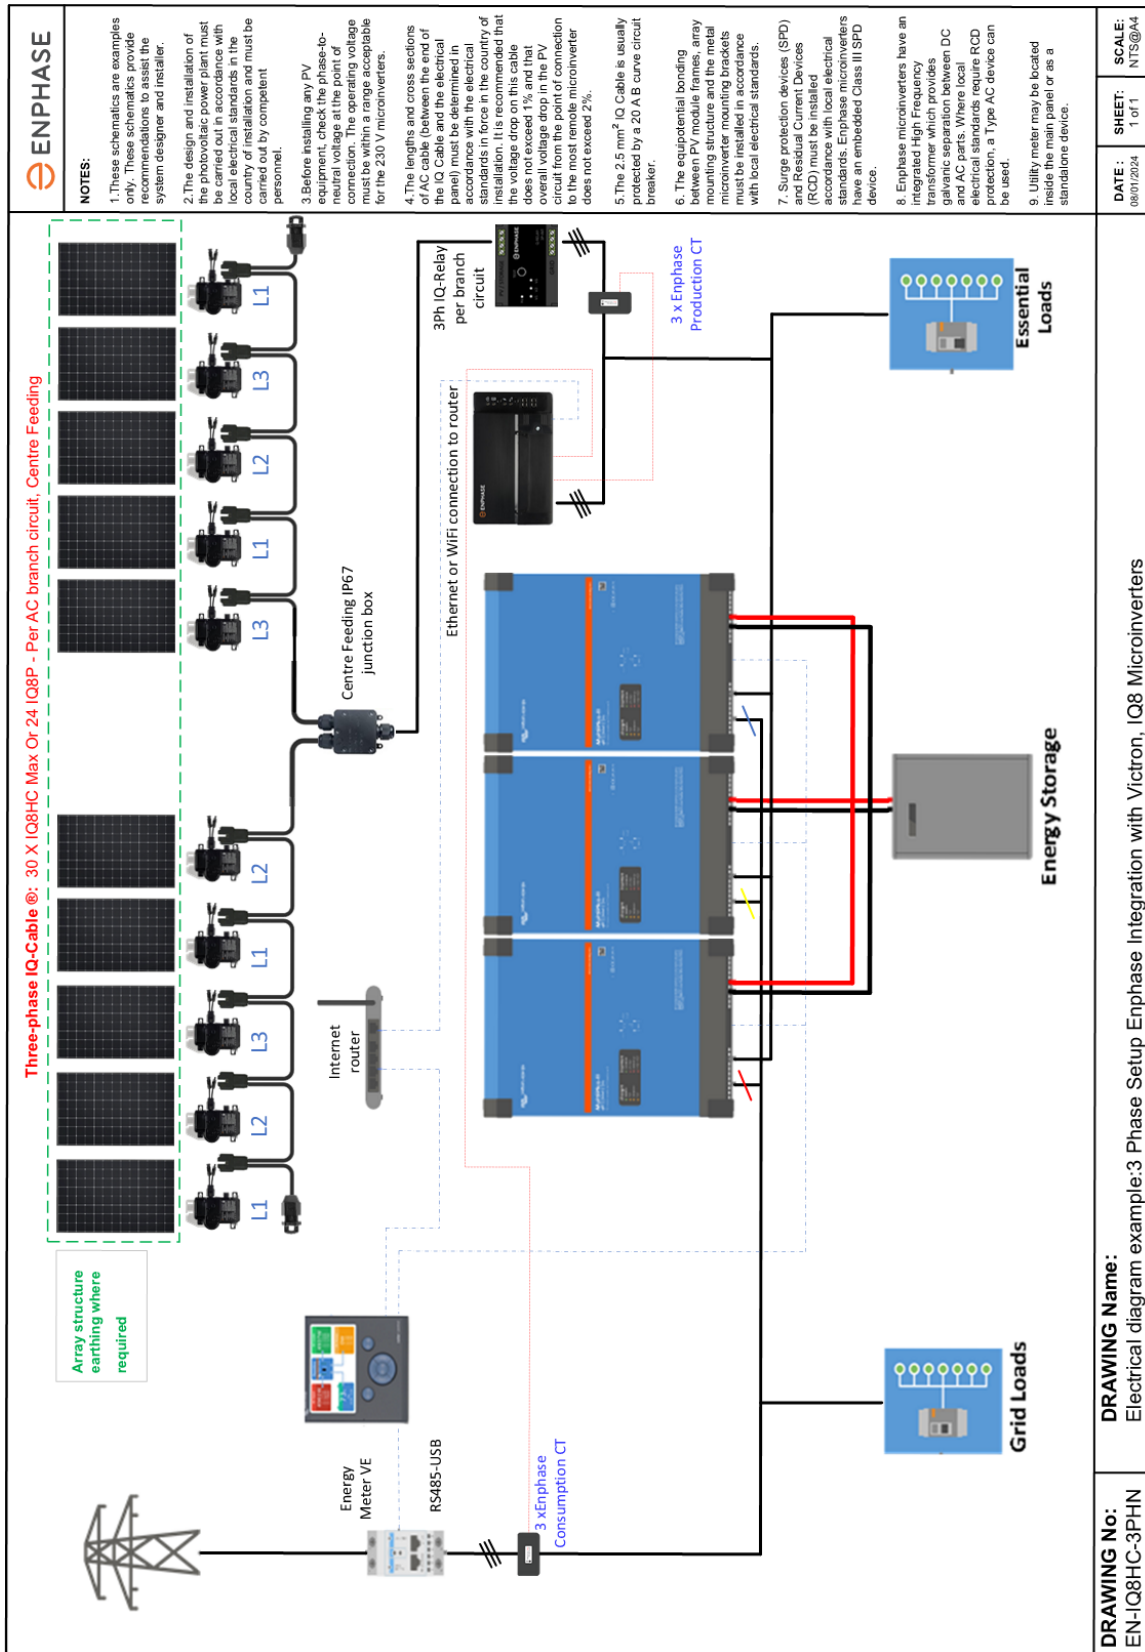 ENPHASE
NOTES:
1.These schematics are examples
only. These schematics provide
recommendations to assist the
system designer and installer.
2.The design and installation of
the photovoltaic power plant must
be carried out in accordance with
local electrical standards in the
country of installation and must be
carried out by competent
personnel.
3.Before installing any PV
equipment, check the phase-to-
neutral voltage at the point of
connection. The operating voltage
must be within a range acceptable
for the 230 V microinverters.
4.The lengths and cross sections
of AC cable (between the end of
the IQ Cable and the electrical
panel) must be determined in
accordance with the electrical
standards in force in the country of
installation. It is recommended that
the voltage drop on this cable
does not exceed 1% and that
overall voltage drop in the PV
circuit from the point of connection
to the most remote microinverter
does not exceed 2%.
5.The 2.5 mm² IQ Cable is usually
protected by a 20 A B curve circuit
breaker.
6. The equipotential bonding
between PV module frames, array
mounting structure and the metal
microinverter mounting brackets
must be installed in accordance
with local electrical standards.
7. Surge protection devices (SPD)
and Residual Current Devices
(RCD) must be installed
accordance with local electrical
standards. Enphase microinverters
have an embedded Class III SPD
device.
8. Enphase microinverters have an
integrated High Frequency
transformer which provides
galvanic separation between DC
and AC parts. Where local
electrical standards require RCD
protection, a Type AC device can
be used.
9. Utility meter may be located
inside the main panel or as a
standalone device.
Three-phase IQ-Cable ®: 30 X IQ8HC Max Or 24 IQ8P - Per AC branch circuit, Centre Feeding
Array structure
earthing where
required
L1
L2
L3
L1
L2
L3
L1
L2
L3
L1
Centre Feeding IP67
junction box
3Ph IQ-Relay
per branch
circuit
ENPHASE
Internet
router
Ethernet or WiFi connection to router
ENPHASE
3 x Enphase
Production CT
Energy
Meter VE
RS485-USB
3 xEnphase
Consumption CT
Grid Loads
Energy Storage
Essential
Loads
DRAWING No:
EN-IQ8HC-3PHN
DRAWING Name:
Electrical diagram example:3 Phase Setup Enphase Integration with Victron, IQ8 Microinverters
DATE :
08/01/2024
SHEET:
1 of 1
SCALE:
NTS@A4